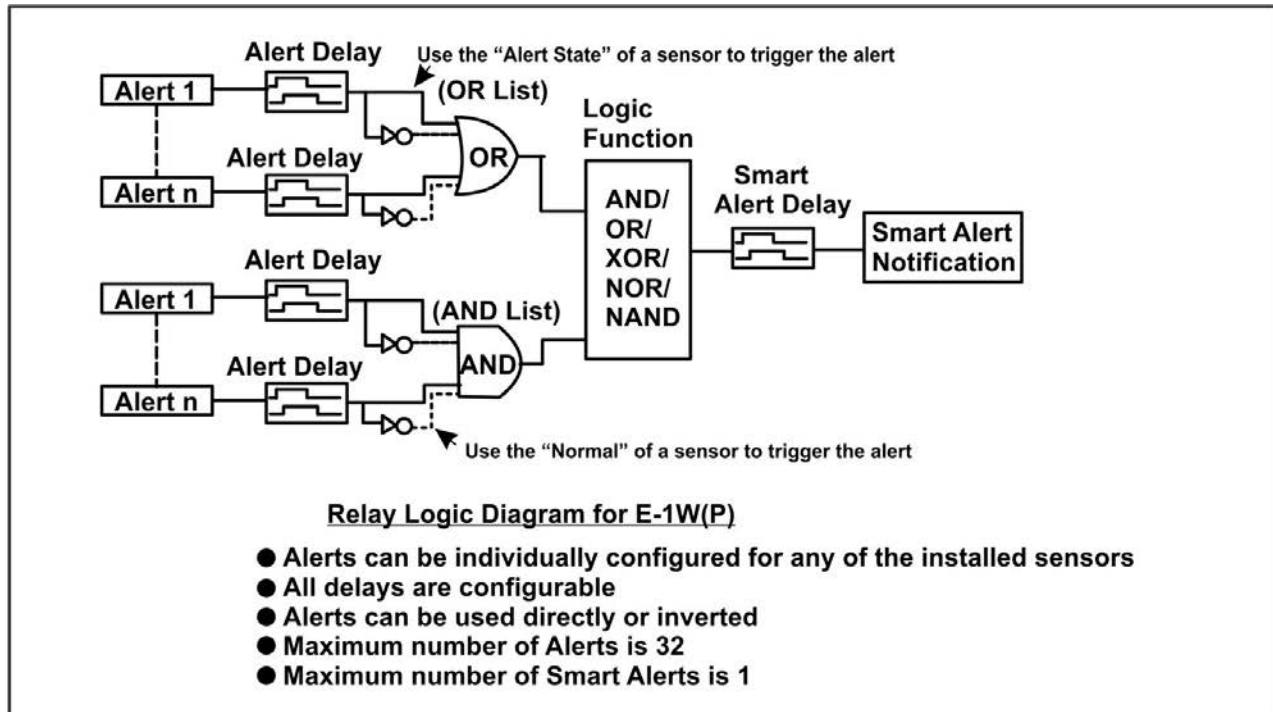 Alert Delay
Use the “Alert State” of a sensor to trigger the alert
Alert 1
(OR List)
Logic
Function
Alert Delay
OR
Alert n
AND/
OR/
XOR/
NOR/
NAND
Smart
Alert Delay
Smart Alert
Notification
Alert Delay
Alert 1
(AND List)
Alert Delay
AND
Alert n
Use the “Normal” of a sensor to trigger the alert
Relay Logic Diagram for E-1W(P)
● Alerts can be individually configured for any of the installed sensors
● All delays are configurable
● Alerts can be used directly or inverted
● Maximum number of Alerts is 32
● Maximum number of Smart Alerts is 1